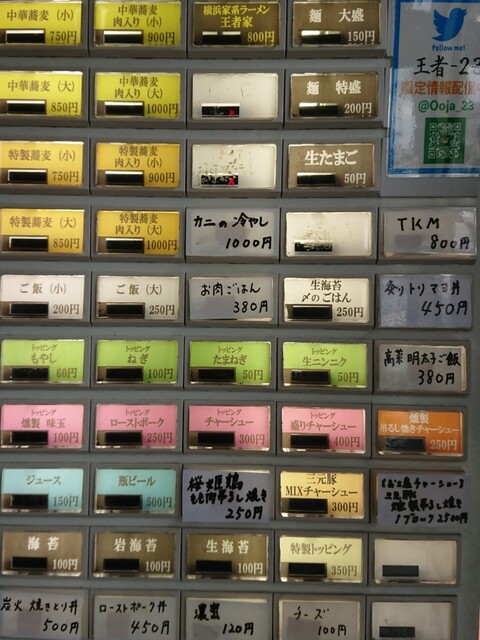 中華蕎麦（小）
750円
中華蕎麦
肉入り（小）
900円
横浜家系ラーメン
王者家
800円
麺 大盛
150円
follow me!
王者-23
限定情報配信
@Ooja_23
中華蕎麦（大）
850円
中華蕎麦
肉入り（大）
1000円
麺 特盛
200円
特製蕎麦（小）
750円
特製蕎麦
肉入り（小）
900円
生たまご
50円
特製蕎麦（大）
850円
特製蕎麦
肉入り（大）
1000円
カニの冷やし
1000円
TKM
800円
ご飯（小）
200円
ご飯（大）
250円
お肉ごはん
380円
生海苔
〆のごはん
250円
炙りトリマヨ丼
450円
トッピング
もやし
60円
トッピング
ねぎ
100円
トッピング
たまねぎ
50円
トッピング
生ニンニク
50円
高菜明太子ご飯
380円
トッピング
燻製 味玉
100円
トッピング
ローストポーク
250円
トッピング
チャーシュー
300円
トッピング
盛りチャーシュー
400円
燻製
吊るし焼きチャーシュー
250円
ジュース
150円
瓶ビール
500円
桜姫鶏
もも肉吊るし焼き
250円
三元豚
MIXチャーシュー
300円
三元豚
燻製吊るし焼き
1ブロック2500円
海苔
100円
岩海苔
100円
生海苔
100円
特製トッピング
350円
炭火焼きとり丼
500円
ローストポーク丼
450円
濃密
120円
チーズ
100円